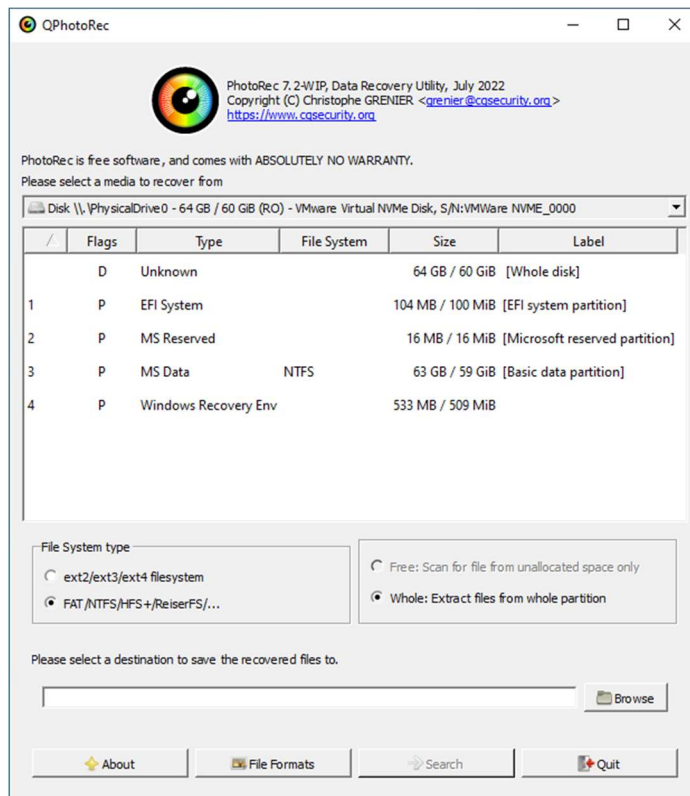 QPhotoRec
PhotoRec 7.2-WIP, Data Recovery Utility, July 2022
Copyright (C) Christophe GRENIER <grenier@cgsecurity.org>
https://www.cgsecurity.org
PhotoRec is free software, and comes with ABSOLUTELY NO WARRANTY.
Please select a media to recover from
Disk \\.\PhysicalDrive0 - 64 GB / 60 GiB (RO) - VMware Virtual NVMe Disk, S/N:VMWare NVME_0000
Flags Type File System Size Label
D Unknown 64 GB / 60 GiB [Whole disk]
1 P EFI System 104 MB / 100 MiB [EFI system partition]
2 P MS Reserved 16 MB / 16 MiB [Microsoft reserved partition]
3 P MS Data NTFS 63 GB / 59 GiB [Basic data partition]
4 P Windows Recovery Env 533 MB / 509 MiB
File System type
ext2/ext3/ext4 filesystem
FAT/NTFS/HFS+/ReiserFS/...
Free: Scan for file from unallocated space only
Whole: Extract files from whole partition
Please select a destination to save the recovered files to.
Browse
About File Formats Search Quit